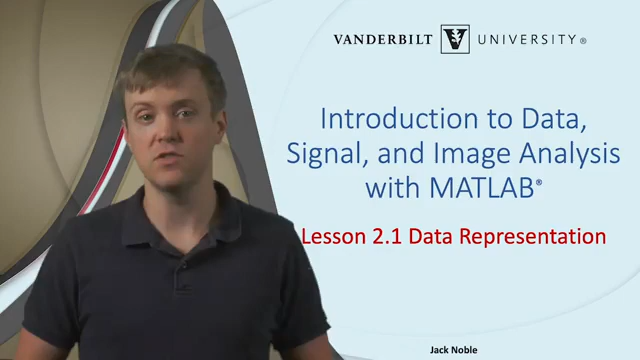 VANDERBILT V UNIVERSITY®
Introduction to Data,
Signal, and Image Analysis
with MATLAB®
Lesson 2.1 Data Representation
Jack Noble